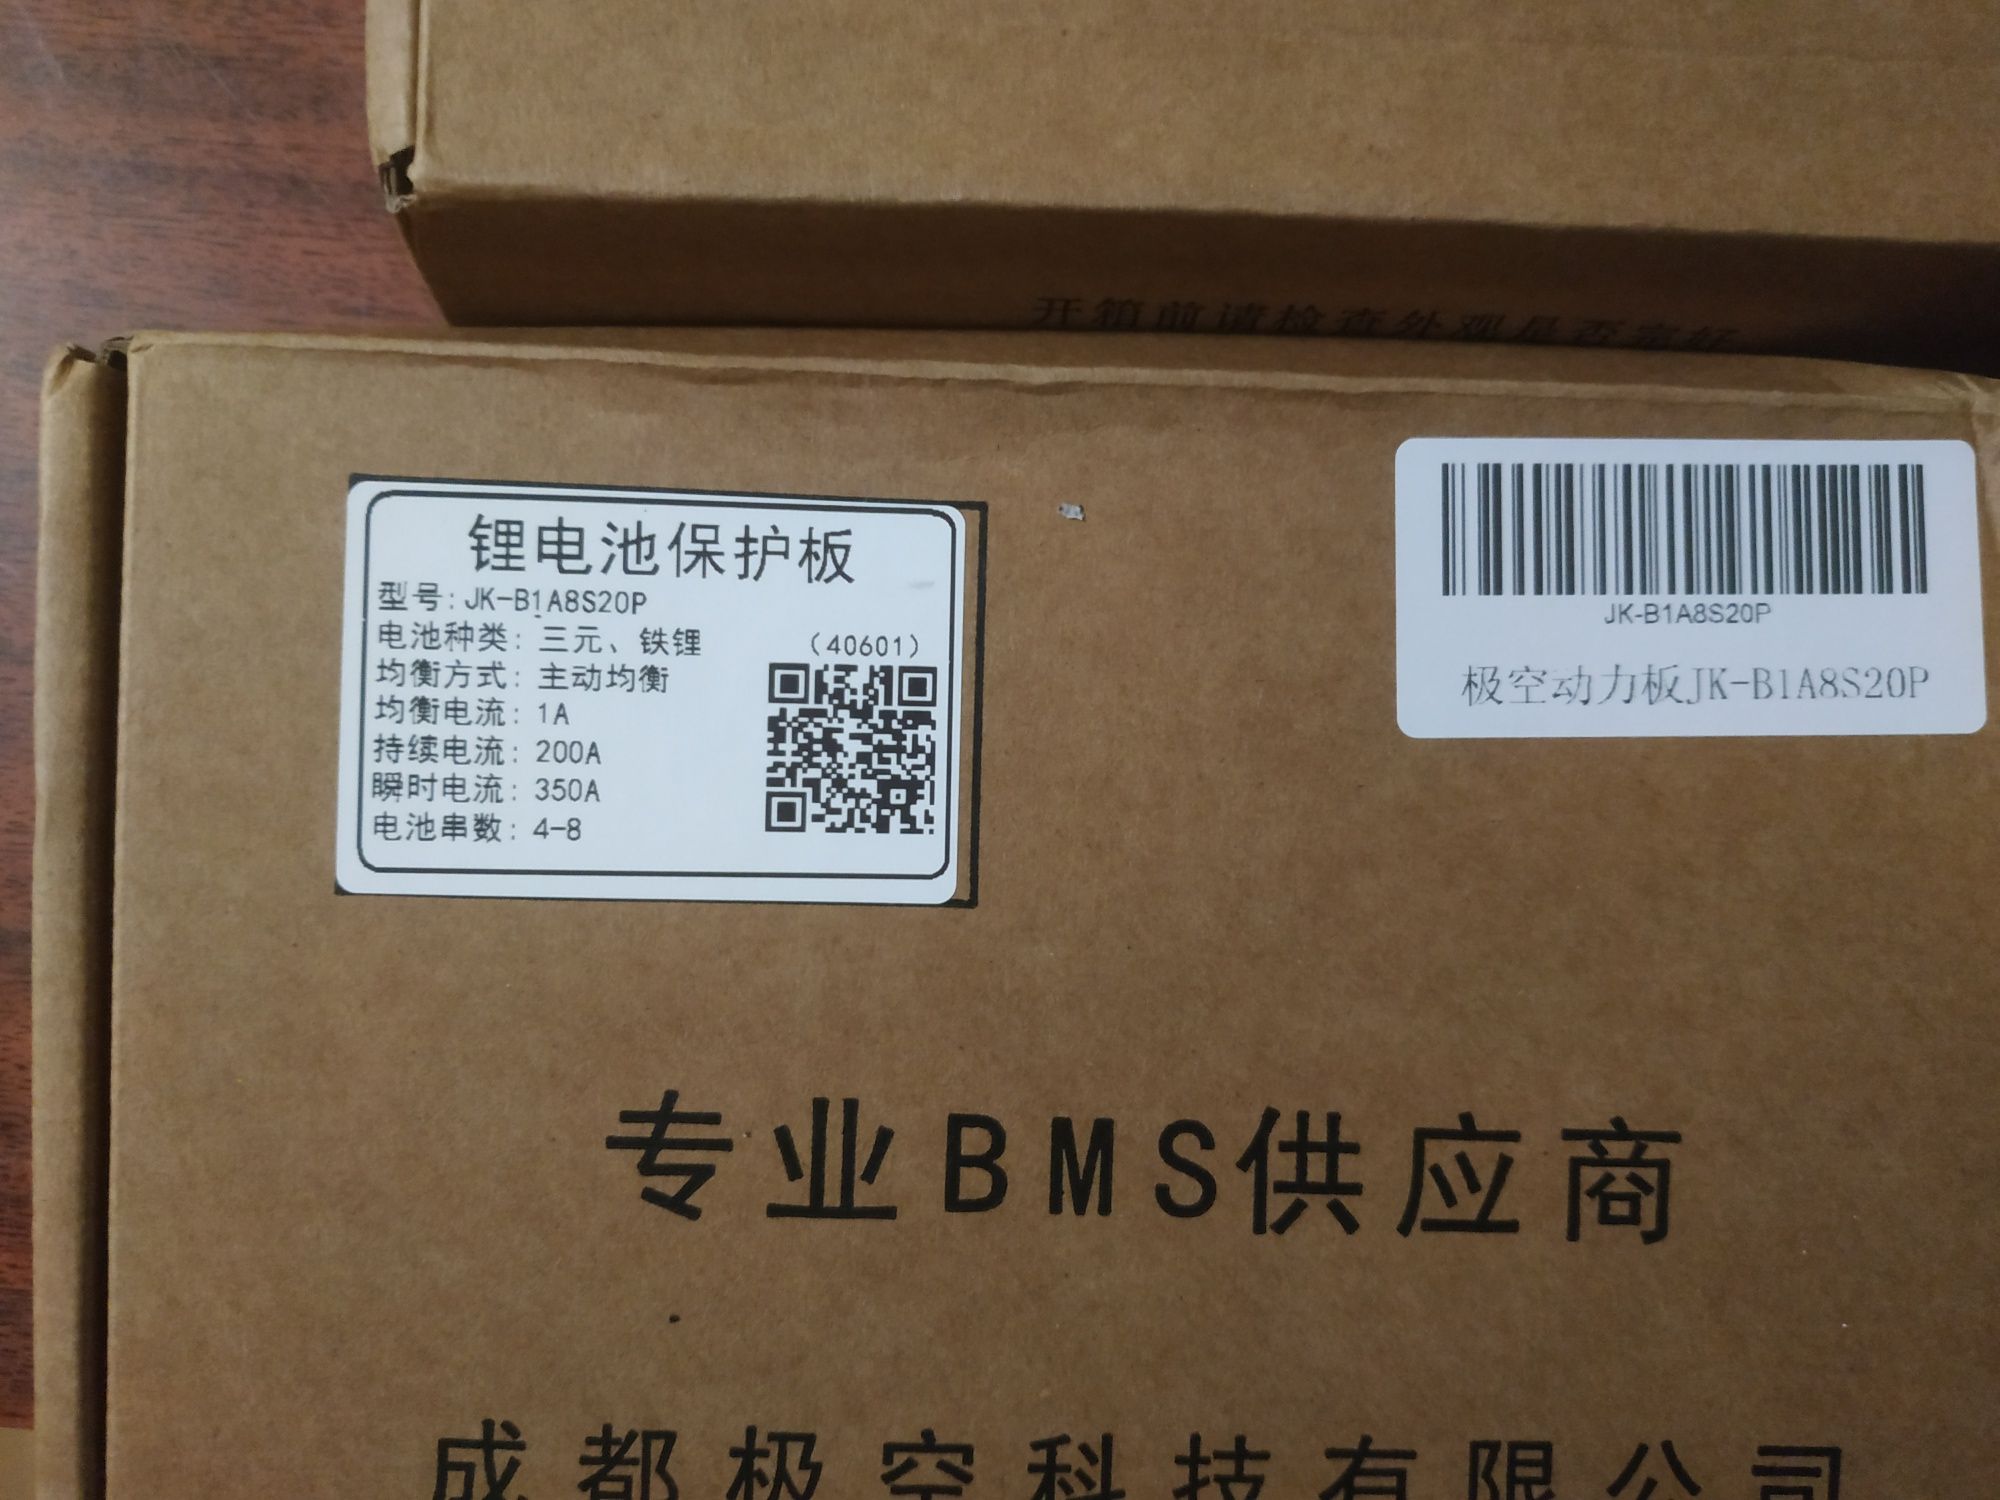 开箱前请检查外观是否完好
锂电池保护板
型号: JK-B1A8S20P
电池种类: 三元、铁锂
(40601)
均衡方式: 主动均衡
均衡电流: 1A
持续电流: 200A
瞬时电流: 350A
电池串数: 4-8
JK-B1A8S20P
极空动力板JK-B1A8S20P
专业BMS供应商
成都极空科技有限公司